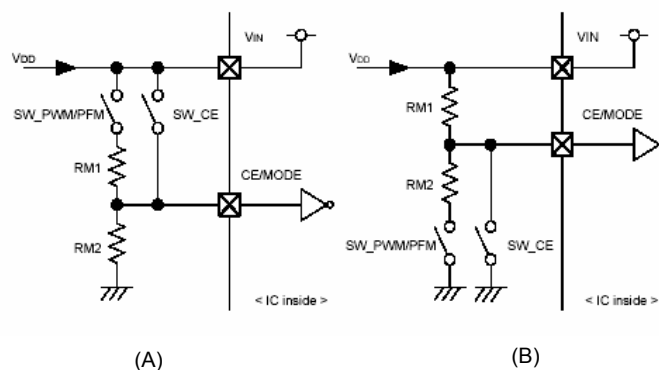 VIN
VDD
SW_PWM/PFM
SW_CE
RM1
CE/MODE
RM2
< IC inside >
(A)
VIN
VDD
RM1
CE/MODE
RM2
SW_PWM/PFM
SW_CE
< IC inside >
(B)